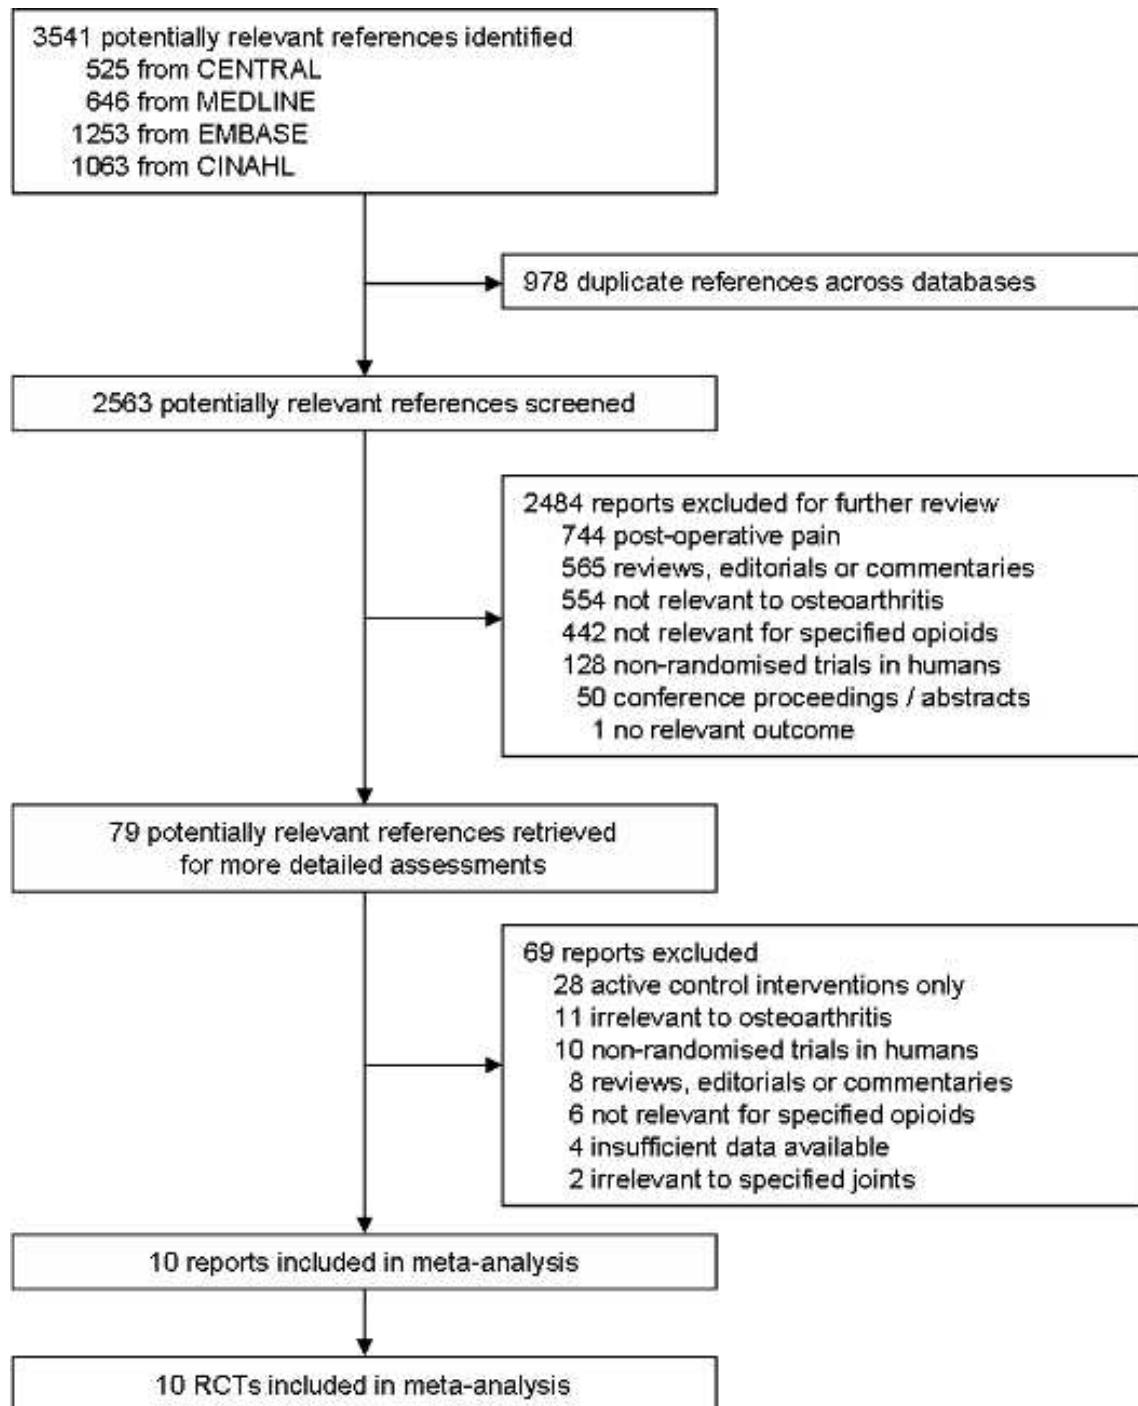 3541 potentially relevant references identified
525 from CENTRAL
646 from MEDLINE
1253 from EMBASE
1063 from CINAHL
978 duplicate references across databases
2563 potentially relevant references screened
2484 reports excluded for further review
744 post-operative pain
565 reviews, editorials or commentaries
554 not relevant to osteoarthritis
442 not relevant for specified opioids
128 non-randomised trials in humans
50 conference proceedings / abstracts
1 no relevant outcome
79 potentially relevant references retrieved
for more detailed assessments
69 reports excluded
28 active control interventions only
11 irrelevant to osteoarthritis
10 non-randomised trials in humans
8 reviews, editorials or commentaries
6 not relevant for specified opioids
4 insufficient data available
2 irrelevant to specified joints
10 reports included in meta-analysis
10 RCTs included in meta-analysis